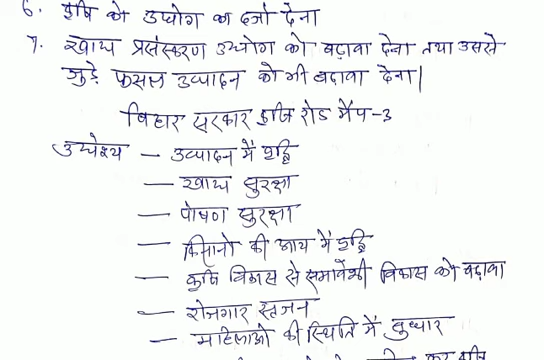 6. कृषि को उद्योग का दर्जा देना
7. खाद्य प्रसंस्करण उद्योग को बढ़ावा देना तथा उससे
जुड़े फसल उत्पादन को भी बढ़ावा देना|
बिहार सरकार कृषि रोड मैप-3
उद्देश्य — उत्पादन में वृद्धि
— खाद्य सुरक्षा
— पोषण सुरक्षा
— किसानो की आय में वृद्धि
— कृषि विकास से समावेशी विकास को बढ़ावा
— रोजगार सृजन
— महिलाओं की स्थिति में सुधार